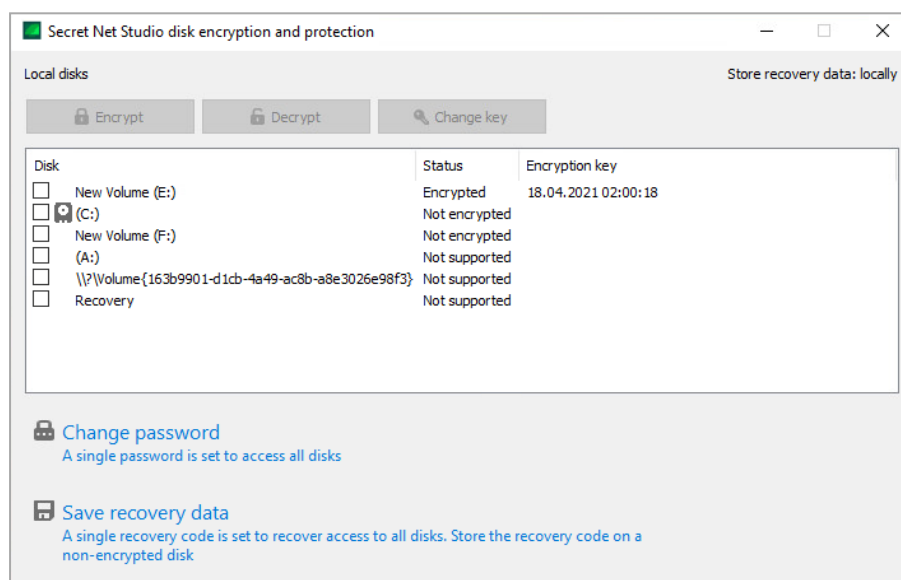 Secret Net Studio disk encryption and protection
Local disks Store recovery data: locally
Encrypt Decrypt Change key
Disk Status Encryption key
New Volume (E:) Encrypted 18.04.2021 02:00:18
(C:) Not encrypted
New Volume (F:) Not encrypted
(A:) Not supported
\\?\Volume{163b9901-d1cb-4a49-ac8b-a8e3026e98f3} Not supported
Recovery Not supported
Change password
A single password is set to access all disks
Save recovery data
A single recovery code is set to recover access to all disks. Store the recovery code on a
non-encrypted disk